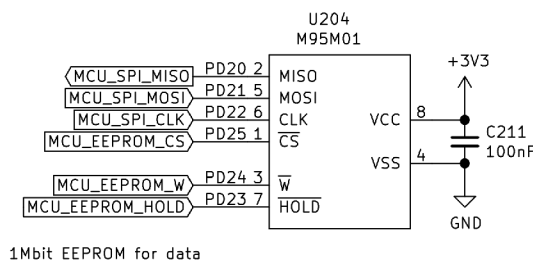 U204
M95M01
+3V3
MCU_SPI_MISO PD20 2 MISO
MCU_SPI_MOSI PD21 5 MOSI
MCU_SPI_CLK PD22 6 CLK VCC 8 C211
MCU_EEPROM_CS PD25 1 CS 100nF
VSS 4
MCU_EEPROM_W PD24 3 W
MCU_EEPROM_HOLD PD23 7 HOLD
GND
1Mbit EEPROM for data